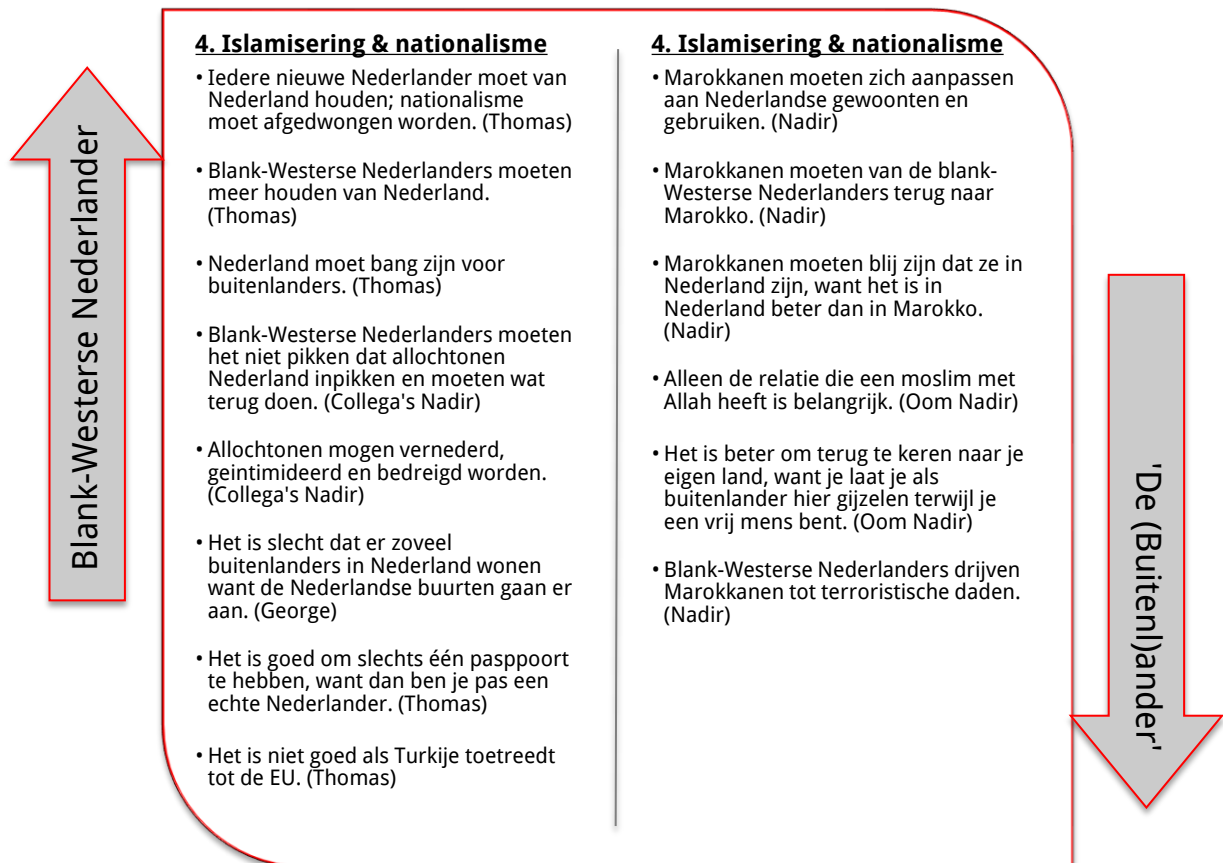 Blank-Westerse Nederlander
4. Islamisering & nationalisme
• Iedere nieuwe Nederlander moet van
Nederland houden; nationalisme
moet afgedwongen worden. (Thomas)
• Blank-Westerse Nederlanders moeten
meer houden van Nederland.
(Thomas)
• Nederland moet bang zijn voor
buitenlanders. (Thomas)
• Blank-Westerse Nederlanders moeten
het niet pikken dat allochtonen
Nederland inpikken en moeten wat
terug doen. (Collega's Nadir)
• Allochtonen mogen vernederd,
geintimideerd en bedreigd worden.
(Collega's Nadir)
• Het is slecht dat er zoveel
buitenlanders in Nederland wonen
want de Nederlandse buurten gaan er
aan. (George)
• Het is goed om slechts één pasppoort
te hebben, want dan ben je pas een
echte Nederlander. (Thomas)
• Het is niet goed als Turkije toetreedt
tot de EU. (Thomas)
4. Islamisering & nationalisme
• Marokkanen moeten zich aanpassen
aan Nederlandse gewoonten en
gebruiken. (Nadir)
• Marokkanen moeten van de blank-
Westerse Nederlanders terug naar
Marokko. (Nadir)
• Marokkanen moeten blij zijn dat ze in
Nederland zijn, want het is in
Nederland beter dan in Marokko.
(Nadir)
• Alleen de relatie die een moslim met
Allah heeft is belangrijk. (Oom Nadir)
• Het is beter om terug te keren naar je
eigen land, want je laat je als
buitenlander hier gijzelen terwijl je
een vrij mens bent. (Oom Nadir)
• Blank-Westerse Nederlanders drijven
Marokkanen tot terroristische daden.
(Nadir)
'De (Buitenl)ander'